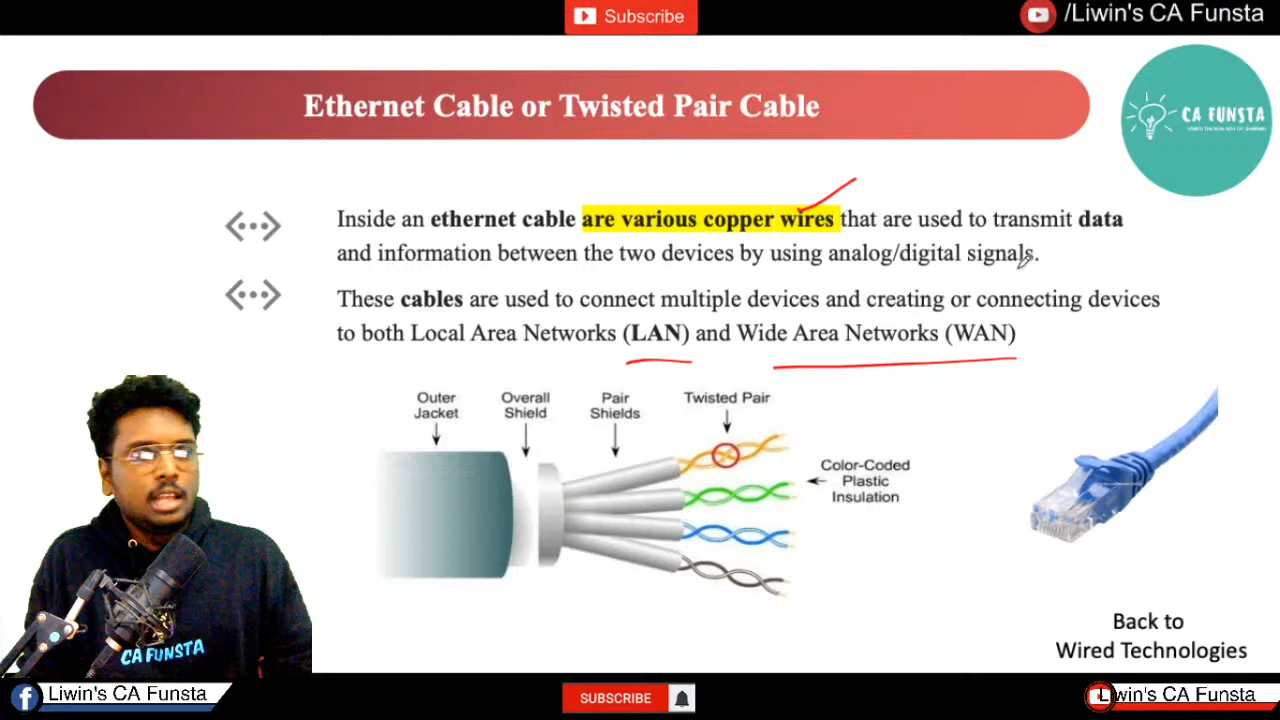 Subscribe
/Liwin's CA Funsta
Ethernet Cable or Twisted Pair Cable
CA FUNSTA
Inside an ethernet cable are various copper wires that are used to transmit data
and information between the two devices by using analog/digital signals.
These cables are used to connect multiple devices and creating or connecting devices
to both Local Area Networks (LAN) and Wide Area Networks (WAN)
Outer
Jacket
Overall
Shield
Pair
Shields
Twisted Pair
Color-Coded
Plastic
Insulation
CA FUNSTA
Back to
Wired Technologies
Liwin's CA Funsta
SUBSCRIBE
Liwin's CA Funsta